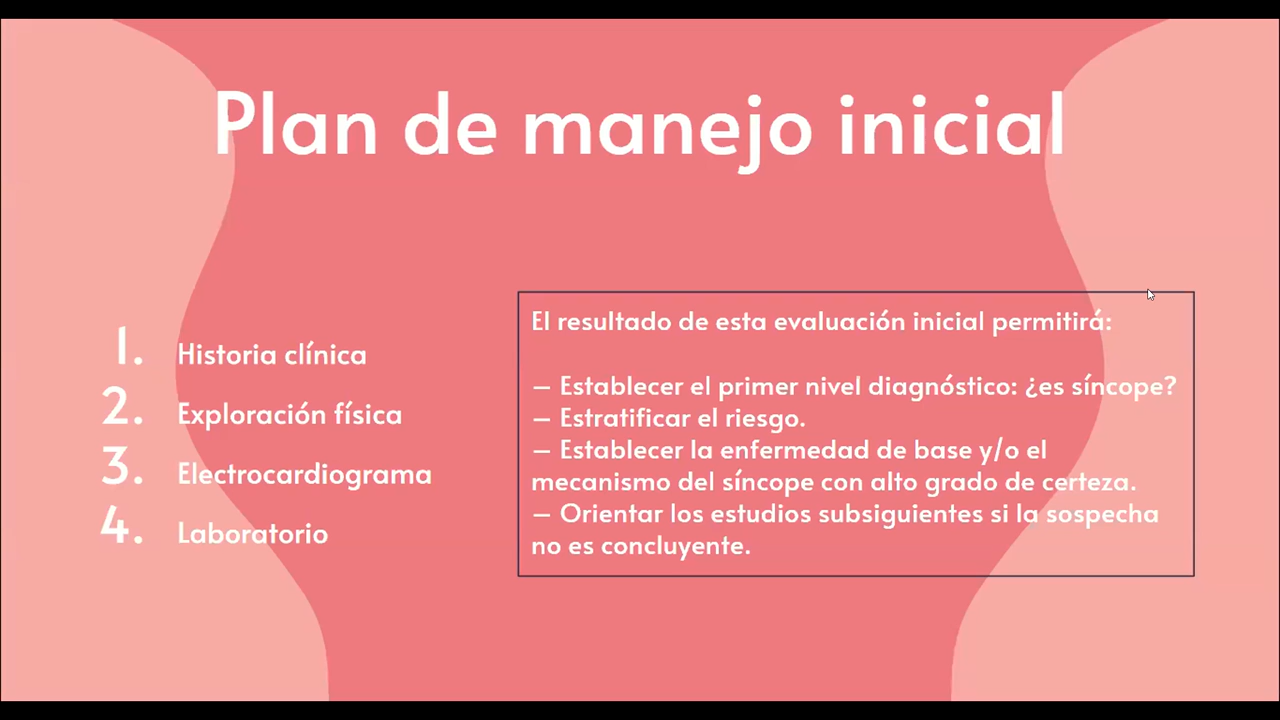 Plan de manejo inicial
1. Historia clínica
2. Exploración física
3. Electrocardiograma
4. Laboratorio
El resultado de esta evaluación inicial permitirá:
— Establecer el primer nivel diagnóstico: ¿es síncope?
— Estratificar el riesgo.
— Establecer la enfermedad de base y/o el
mecanismo del síncope con alto grado de certeza.
— Orientar los estudios subsiguientes si la sospecha
no es concluyente.